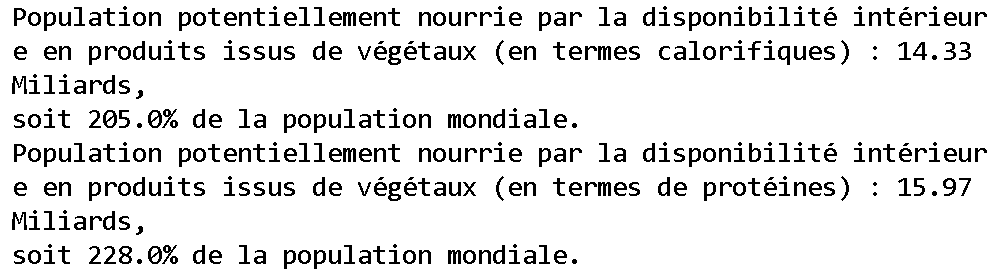 Population potentiellement nourrie par la disponibilité intérieur
e en produits issus de végétaux (en termes calorifiques) : 14.33
Miliards,
soit 205.0% de la population mondiale.
Population potentiellement nourrie par la disponibilité intérieur
e en produits issus de végétaux (en termes de protéines) : 15.97
Miliards,
soit 228.0% de la population mondiale.